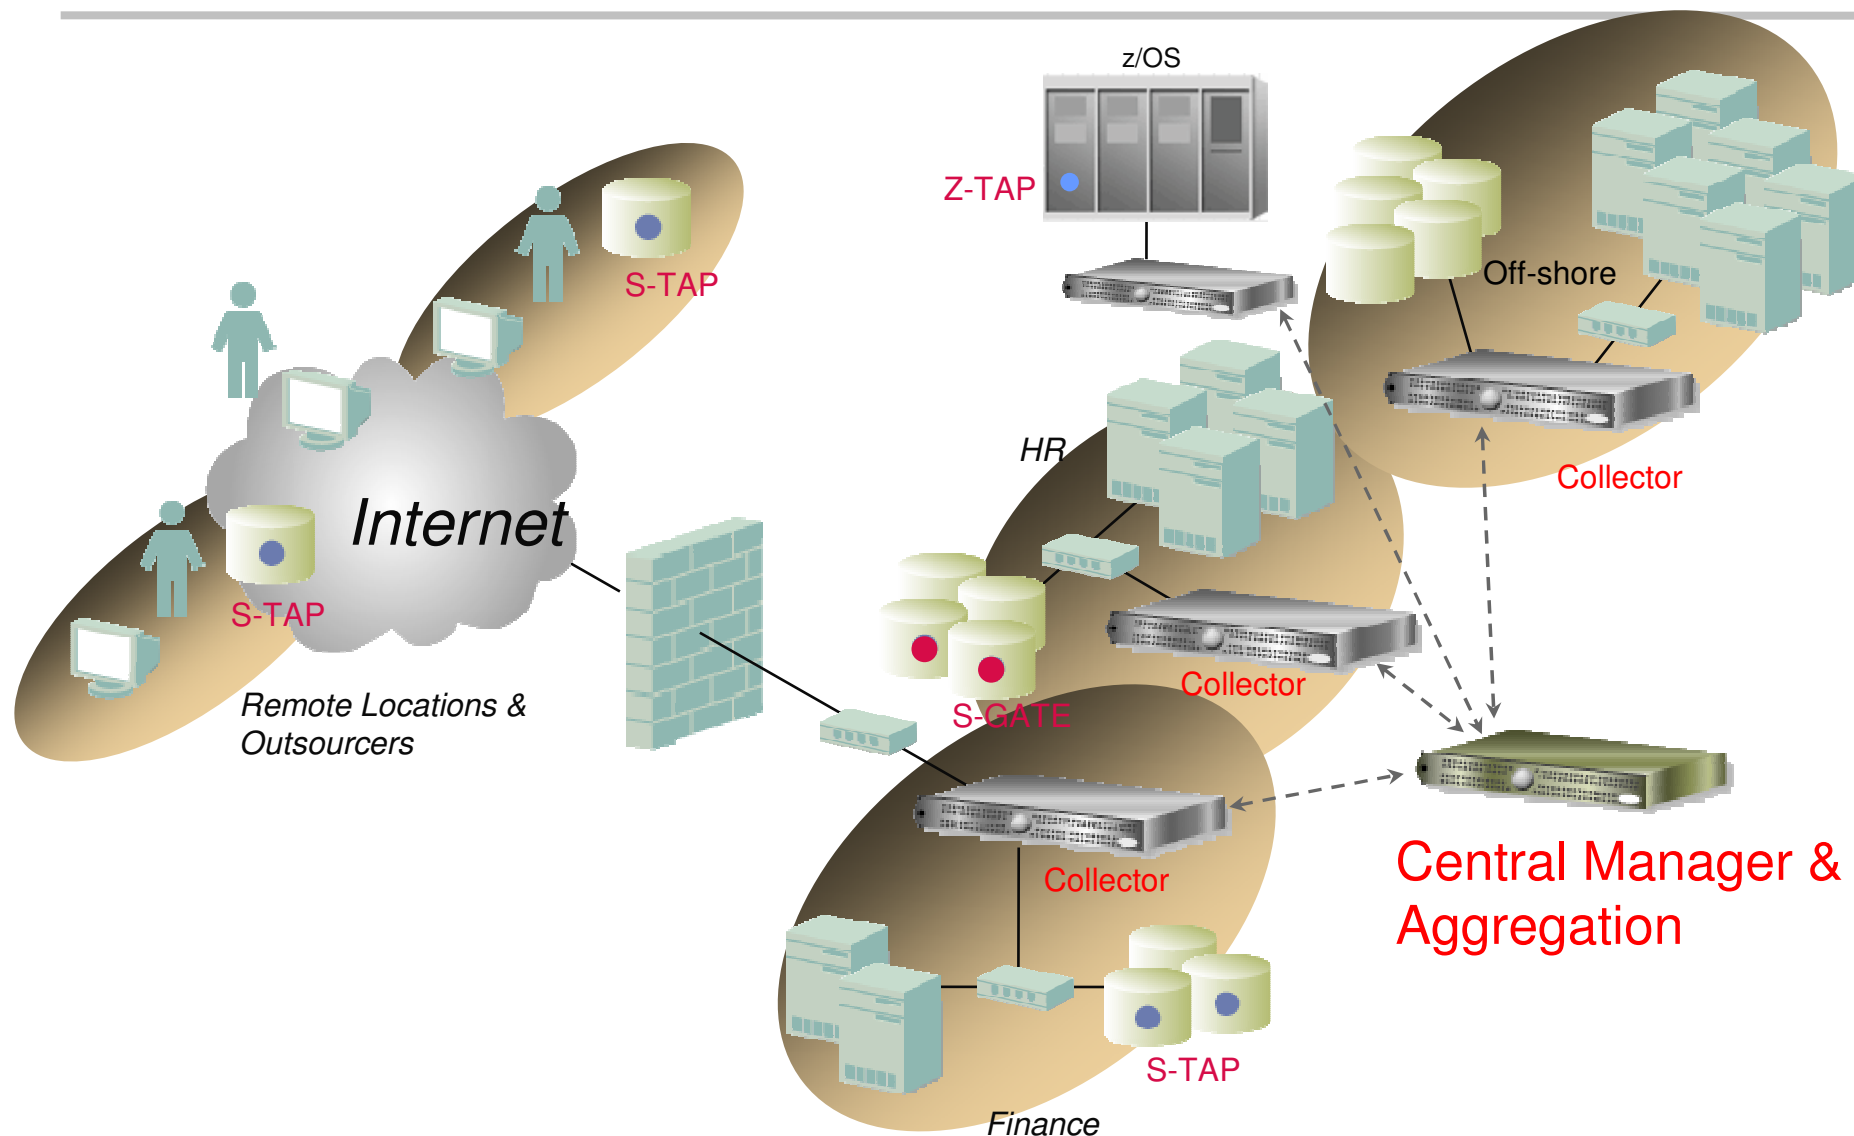 z/OS
Z-TAP
S-TAP
Off-shore
HR
Collector
Internet
S-TAP
Remote Locations &
Outsourcers
Collector
S-GATE
Collector
Central Manager &
Aggregation
S-TAP
Finance